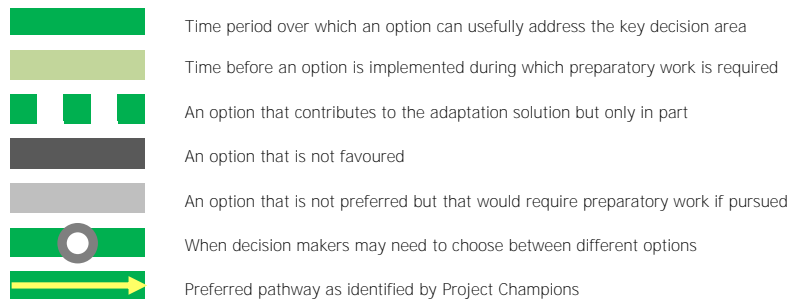 Time period over which an option can usefully address the key decision area
Time before an option is implemented during which preparatory work is required
An option that contributes to the adaptation solution but only in part
An option that is not favoured
An option that is not preferred but that would require preparatory work if pursued
When decision makers may need to choose between different options
Preferred pathway as identified by Project Champions